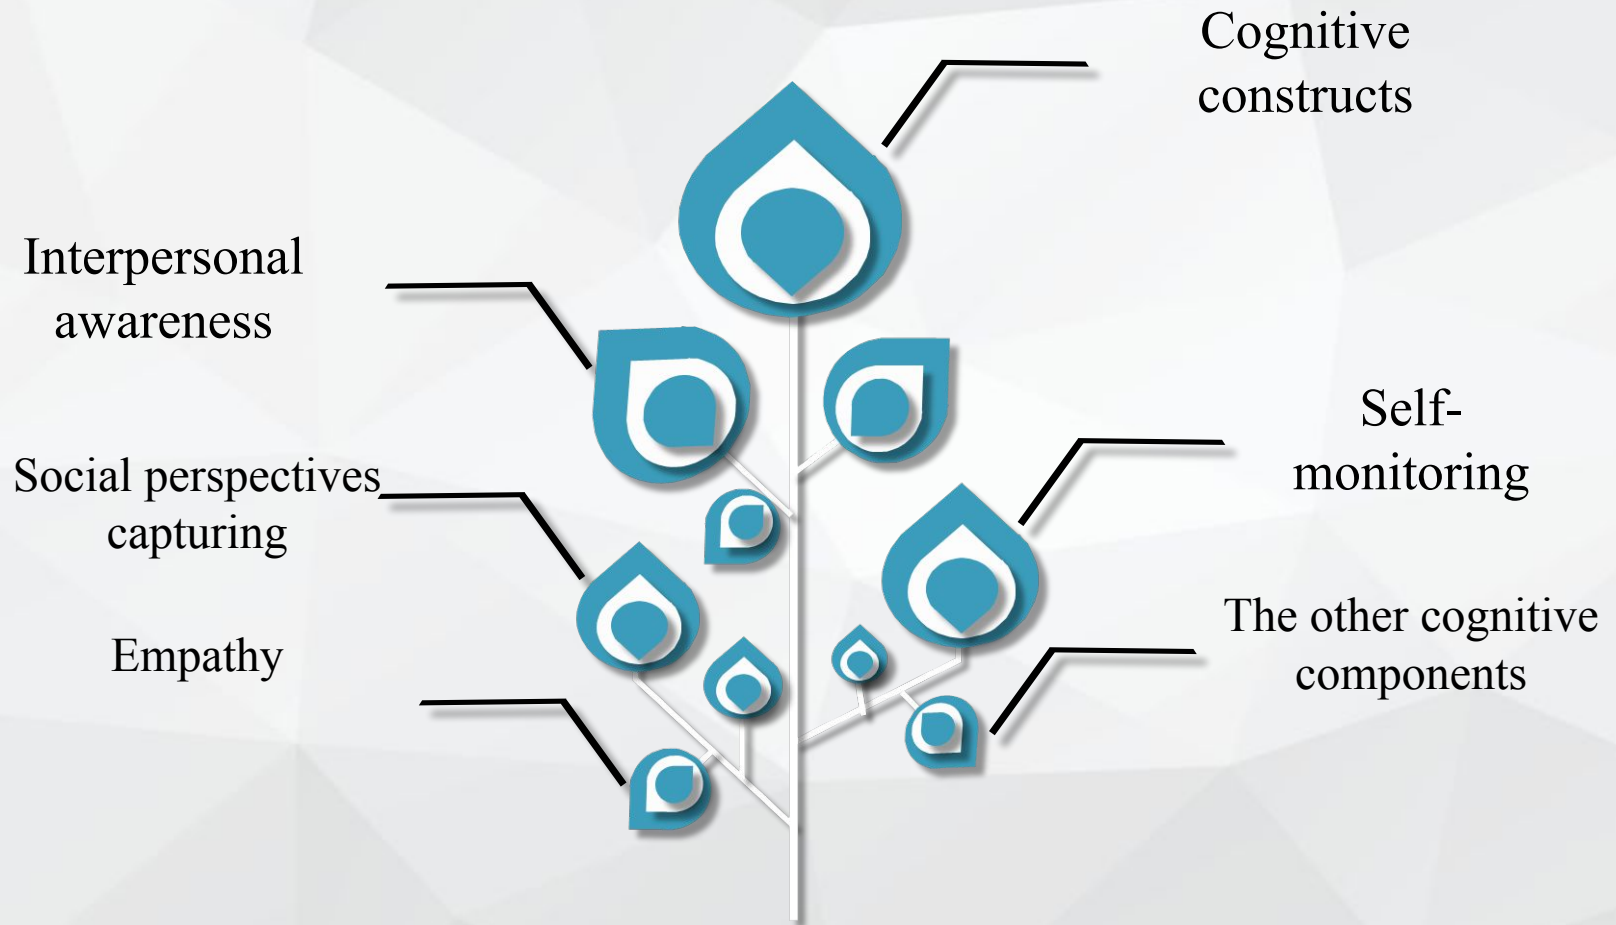 Cognitive
constructs
Interpersonal
awareness
Social perspectives
capturing
Empathy
Self-
monitoring
The other cognitive
components